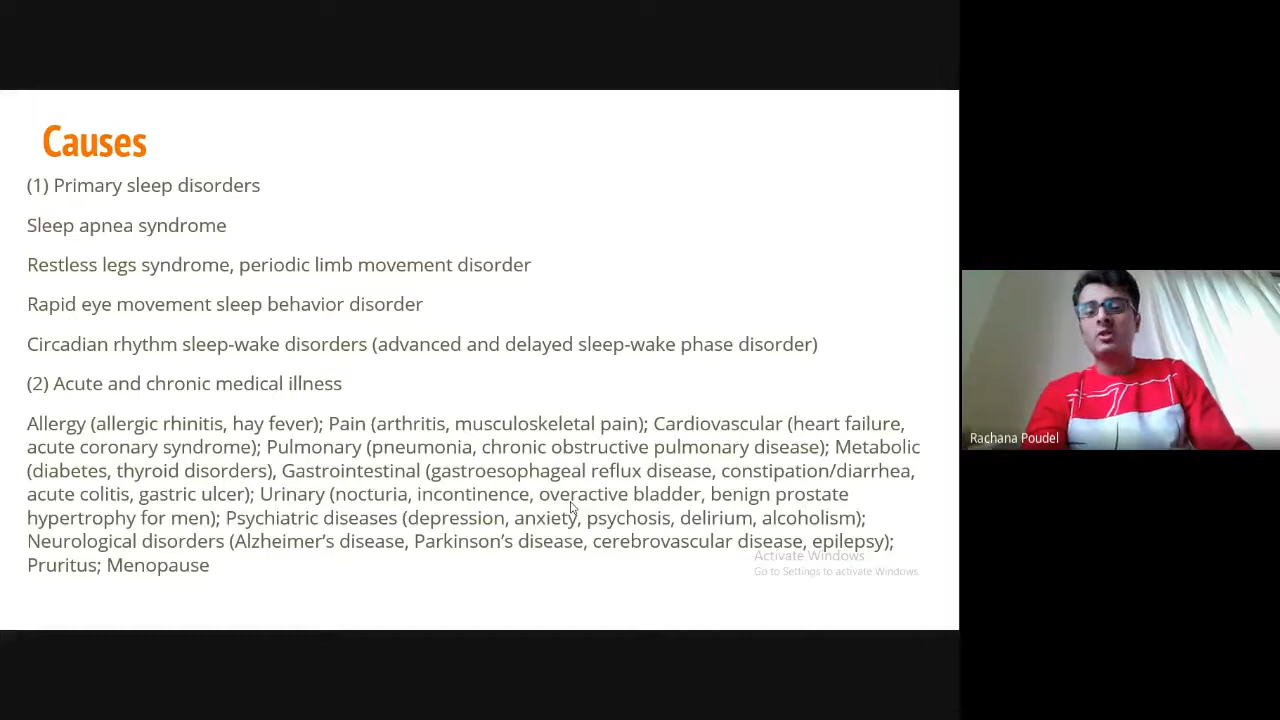 Causes
(1) Primary sleep disorders
Sleep apnea syndrome
Restless legs syndrome, periodic limb movement disorder
Rapid eye movement sleep behavior disorder
Circadian rhythm sleep-wake disorders (advanced and delayed sleep-wake phase disorder)
(2) Acute and chronic medical illness
Allergy (allergic rhinitis, hay fever); Pain (arthritis, musculoskeletal pain); Cardiovascular (heart failure,
acute coronary syndrome); Pulmonary (pneumonia, chronic obstructive pulmonary disease); Metabolic
(diabetes, thyroid disorders), Gastrointestinal (gastroesophageal reflux disease, constipation/diarrhea,
acute colitis, gastric ulcer); Urinary (nocturia, incontinence, overactive bladder, benign prostate
hypertrophy for men); Psychiatric diseases (depression, anxiety, psychosis, delirium, alcoholism);
Neurological disorders (Alzheimer’s disease, Parkinson’s disease, cerebrovascular disease, epilepsy);
Pruritus; Menopause
Activate Windows
Go to Settings to activate Windows.
Rachana Poudel